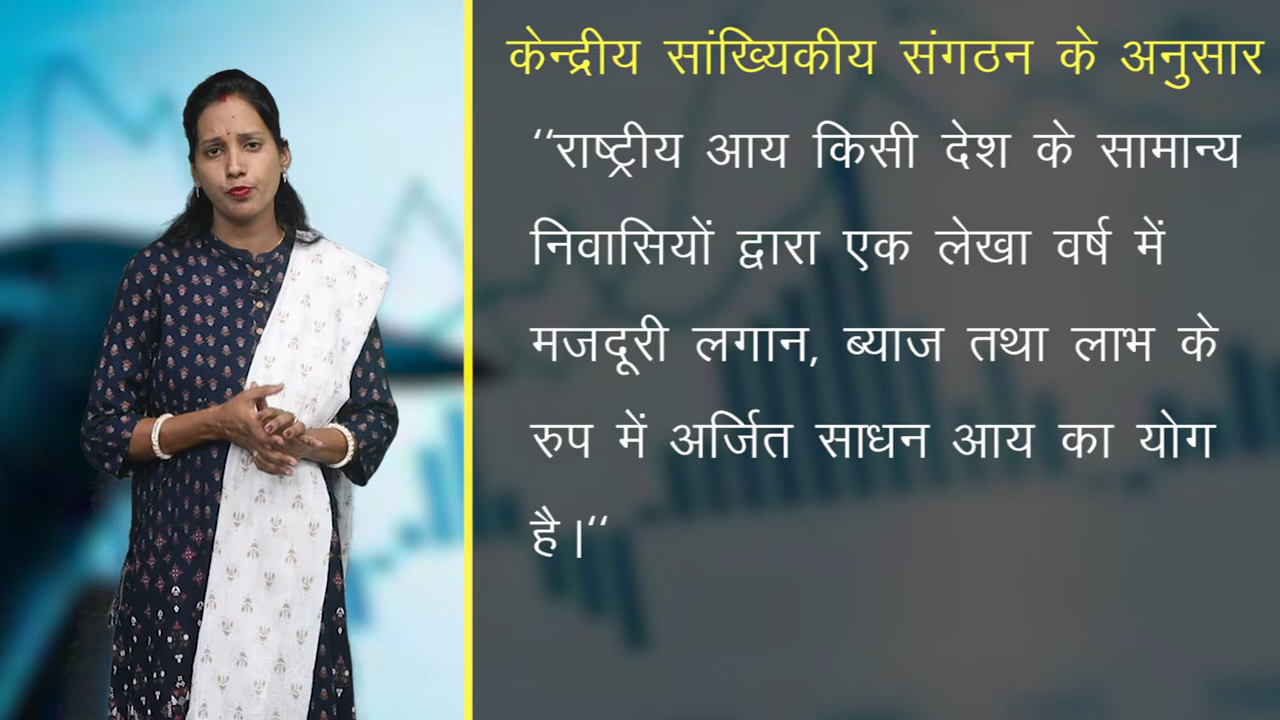 केन्द्रीय सांख्यिकीय संगठन के अनुसार
‘‘राष्ट्रीय आय किसी देश के सामान्य
निवासियों द्वारा एक लेखा वर्ष में
मजदूरी लगान, ब्याज तथा लाभ के
रुप में अर्जित साधन आय का योग
है।‘‘